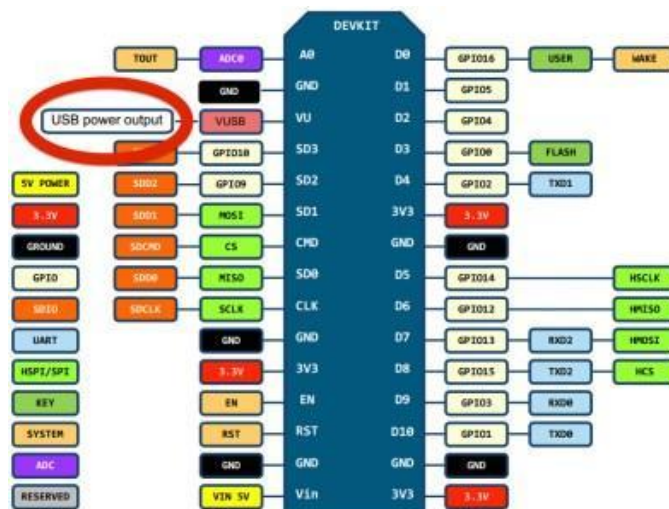 DEVKIT
TOUT ADC0 A0 D0 GPIO16 USER WAKE
GND GND D1 GPIO5
USB power output VUSB VU D2 GPIO4
GPIO10 SD3 D3 GPIO0 FLASH
5V POWER SDD2 GPIO9 SD2 D4 GPIO2 TXD1
3.3V SDD1 MOSI SD1 3V3 3.3V
GROUND SDCMD CS CMD GND GND
GPIO SDD0 MISO SD0 D5 GPIO14 HSCLK
SDIO SDCLK SCLK CLK D6 GPIO12 HMISO
UART GND GND D7 GPIO13 RXD2 HMOSI
HSPI/SPI 3.3V 3V3 D8 GPIO15 TXD2 HCS
KEY EN EN D9 GPIO3 RXD0
SYSTEM RST RST D10 GPIO1 TXD0
ADC GND GND GND GND
RESERVED VIN 5V Vin 3V3 3.3V